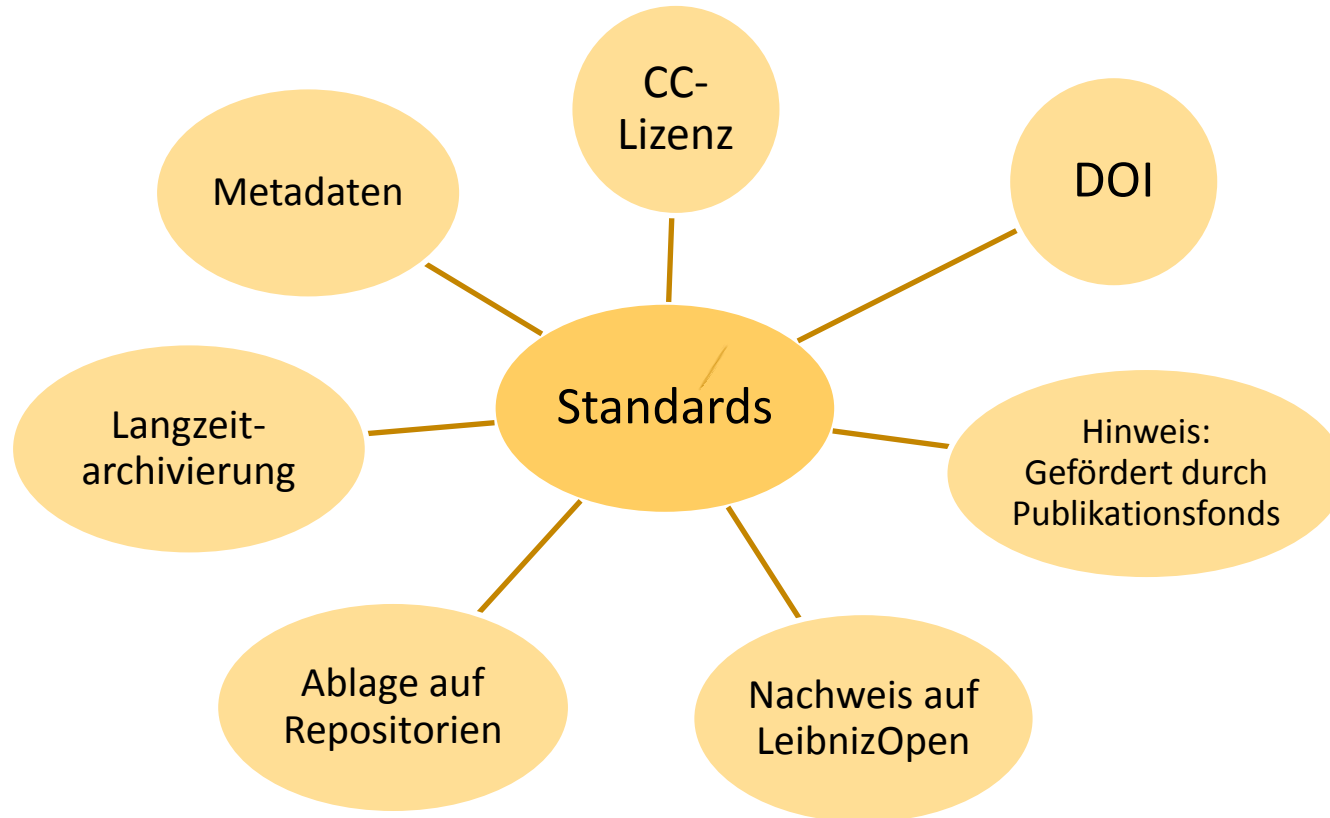 CC-
Lizenz
DOI
Metadaten
Standards
Langzeit-
archivierung
Hinweis:
Gefördert durch
Publikationsfonds
Ablage auf
Repositorien
Nachweis auf
LeibnizOpen